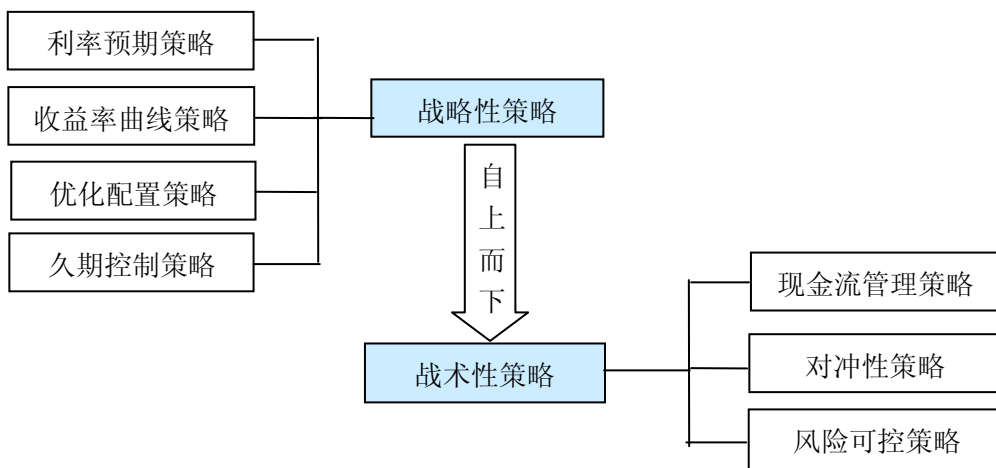 利率预期策略
收益率曲线策略
优化配置策略
久期控制策略
战略性策略
自
上
而
下
战术性策略
现金流管理策略
对冲性策略
风险可控策略